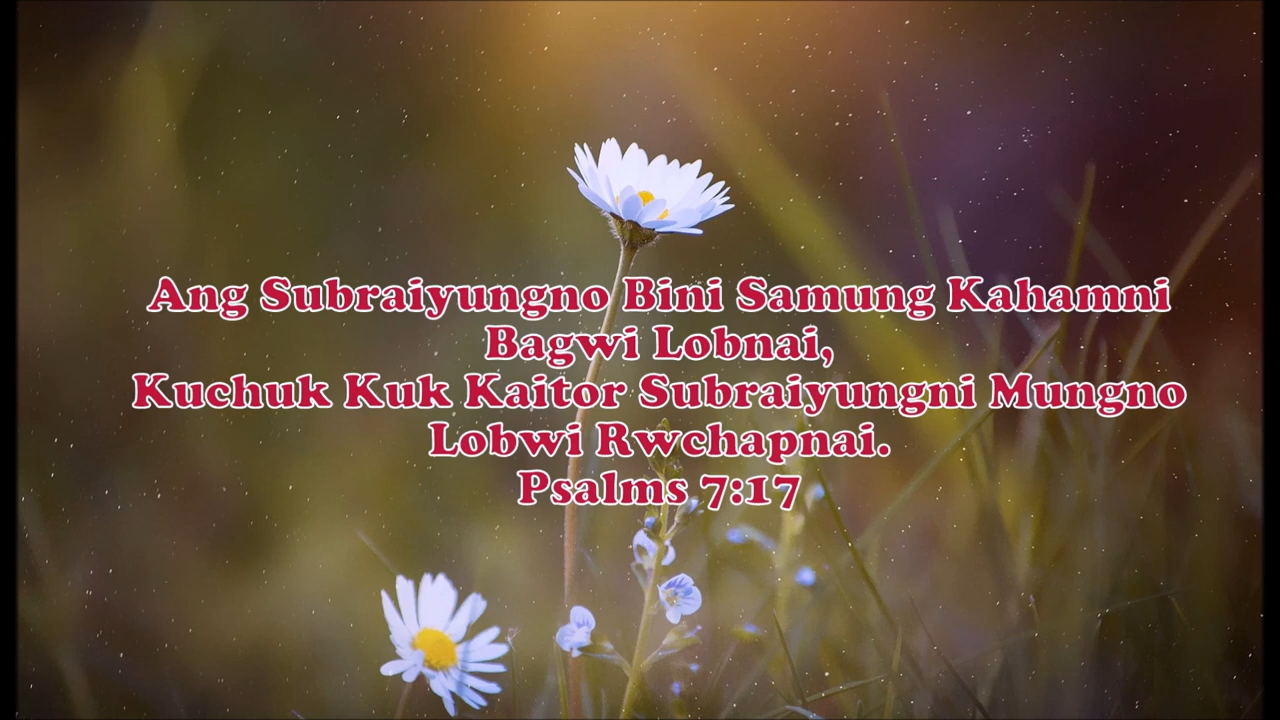 Ang Subraiyungno Bini Samung Kahamni
Bagwi Lobnai,
Kuchuk Kuk Kaitor Subraiyungni Mungno
Lobwi Rwchapnai.
Psalms 7:17